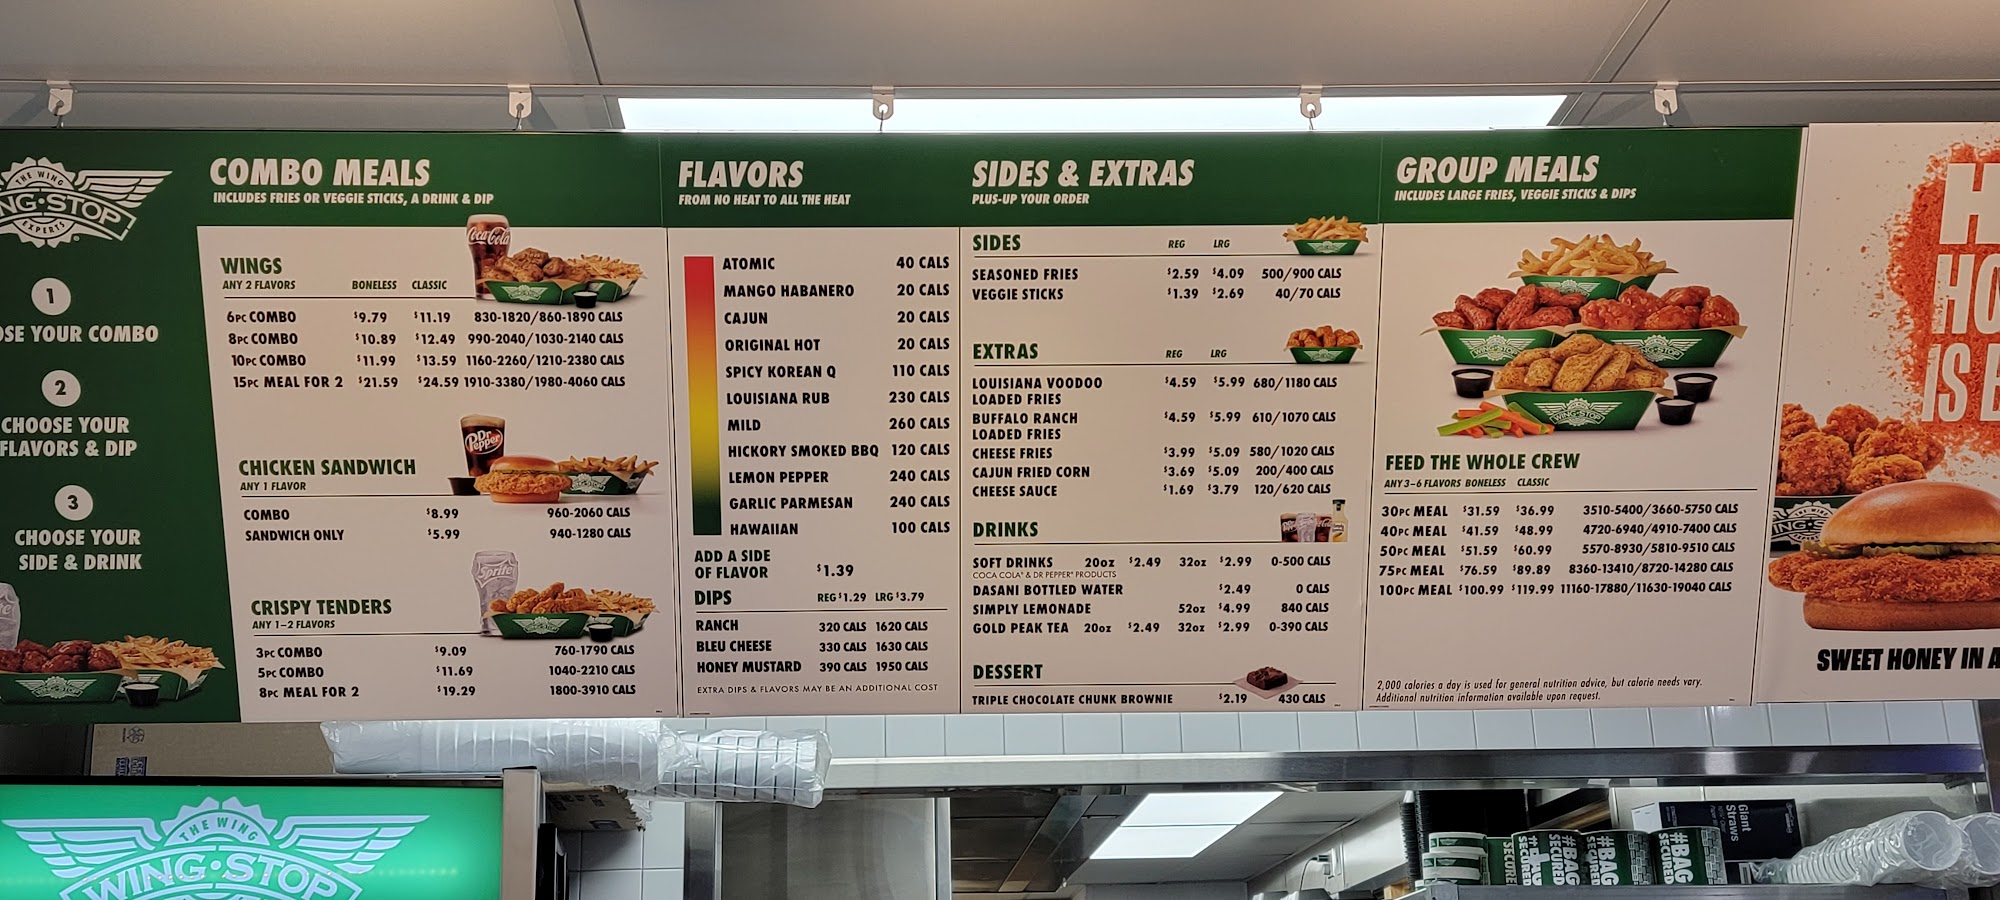 THE WING
NG·STOP
EXPERTS
1
OSE YOUR COMBO
2
CHOOSE YOUR
FLAVORS & DIP
3
CHOOSE YOUR
SIDE & DRINK
COMBO MEALS
INCLUDES FRIES OR VEGGIE STICKS, A DRINK & DIP
Coca-Cola
WINGS
ANY 2 FLAVORS BONELESS CLASSIC
6PC COMBO $9.79 $11.19 830-1820/860-1890 CALS
8PC COMBO $10.89 $12.49 990-2040/1030-2140 CALS
10PC COMBO $11.99 $13.59 1160-2260/1210-2380 CALS
15PC MEAL FOR 2 $21.59 $24.59 1910-3380/1980-4060 CALS
Dr Pepper
CHICKEN SANDWICH
ANY 1 FLAVOR
COMBO $8.99 960-2060 CALS
SANDWICH ONLY $5.99 940-1280 CALS
Sprite
CRISPY TENDERS
ANY 1-2 FLAVORS
3PC COMBO $9.09 760-1790 CALS
5PC COMBO $11.69 1040-2210 CALS
8PC MEAL FOR 2 $19.29 1800-3910 CALS
FLAVORS
FROM NO HEAT TO ALL THE HEAT
ATOMIC 40 CALS
MANGO HABANERO 20 CALS
CAJUN 20 CALS
ORIGINAL HOT 20 CALS
SPICY KOREAN Q 110 CALS
LOUISIANA RUB 230 CALS
MILD 260 CALS
HICKORY SMOKED BBQ 120 CALS
LEMON PEPPER 240 CALS
GARLIC PARMESAN 240 CALS
HAWAIIAN 100 CALS
ADD A SIDE
OF FLAVOR $1.39
DIPS REG $1.29 LRG $3.79
RANCH 320 CALS 1620 CALS
BLEU CHEESE 330 CALS 1630 CALS
HONEY MUSTARD 390 CALS 1950 CALS
EXTRA DIPS & FLAVORS MAY BE AN ADDITIONAL COST
SIDES & EXTRAS
PLUS-UP YOUR ORDER
SIDES REG LRG
SEASONED FRIES $2.59 $4.09 500/900 CALS
VEGGIE STICKS $1.39 $2.69 40/70 CALS
EXTRAS REG LRG
LOUISIANA VOODOO $4.59 $5.99 680/1180 CALS
LOADED FRIES
BUFFALO RANCH $4.59 $5.99 610/1070 CALS
LOADED FRIES
CHEESE FRIES $3.99 $5.09 580/1020 CALS
CAJUN FRIED CORN $3.69 $5.09 200/400 CALS
CHEESE SAUCE $1.69 $3.79 120/620 CALS
DRINKS
SOFT DRINKS 20oz $2.49 32oz $2.99 0-500 CALS
COCA COLA® & DR PEPPER® PRODUCTS
DASANI BOTTLED WATER $2.49 0 CALS
SIMPLY LEMONADE 52oz $4.99 840 CALS
GOLD PEAK TEA 20oz $2.49 32oz $2.99 0-390 CALS
DESSERT
TRIPLE CHOCOLATE CHUNK BROWNIE $2.19 430 CALS
GROUP MEALS
INCLUDES LARGE FRIES, VEGGIE STICKS & DIPS
WING·STOP
WING·STOP
WING·STOP
FEED THE WHOLE CREW
ANY 3-6 FLAVORS BONELESS CLASSIC
30PC MEAL $31.59 $36.99 3510-5400/3660-5750 CALS
40PC MEAL $41.59 $48.99 4720-6940/4910-7400 CALS
50PC MEAL $51.59 $60.99 5570-8930/5810-9510 CALS
75PC MEAL $76.59 $89.89 8360-13410/8720-14280 CALS
100PC MEAL $100.99 $119.99 11160-17880/11630-19040 CALS
2,000 calories a day is used for general nutrition advice, but calorie needs vary.
Additional nutrition information available upon request.
H
HO
IS B
SWEET HONEY IN A
THE WING
WING·STOP
Giant
Straws
#BAG
SECURED
#BAG
SECURED
#BAG
SECURED
SECURED